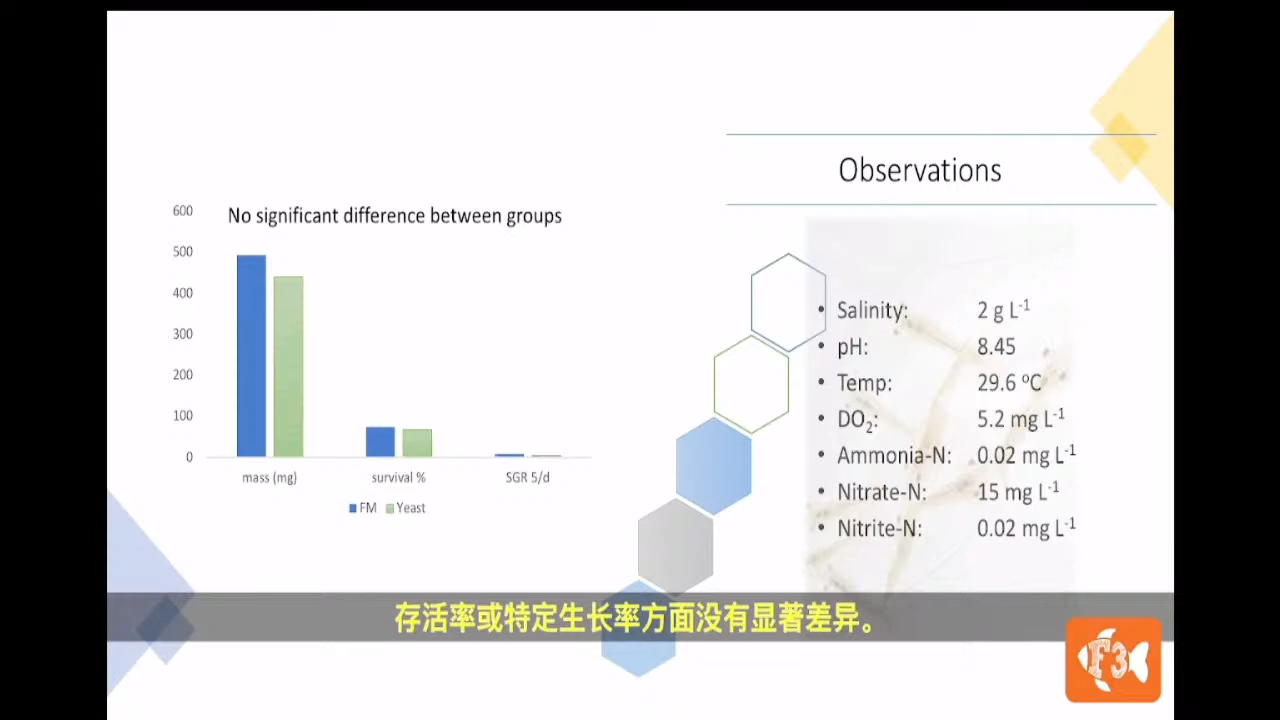 Observations
No significant difference between groups
600
500
400
300
200
100
0
mass (mg)
survival %
SGR 5/d
FM
Yeast
• Salinity: 2 g L⁻¹
• pH: 8.45
• Temp: 29.6 ºC
• DO₂: 5.2 mg L⁻¹
• Ammonia-N: 0.02 mg L⁻¹
• Nitrate-N: 15 mg L⁻¹
• Nitrite-N: 0.02 mg L⁻¹
存活率或特定生长率方面没有显著差异。
F3